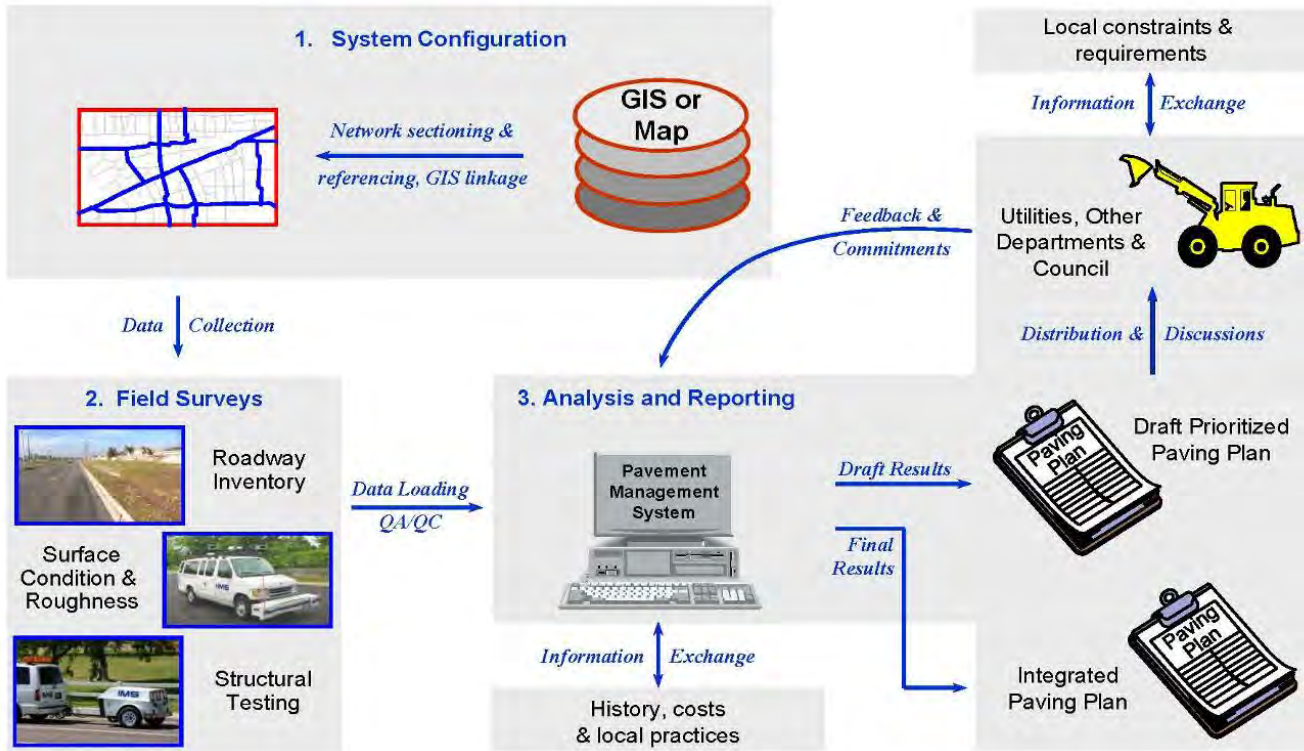 1. System Configuration
GIS or
Map
Network sectioning &
referencing, GIS linkage
Data Collection
2. Field Surveys
Roadway
Inventory
Surface
Condition &
Roughness
IMS
Structural
Testing
IMS
Data Loading
QA/QC
3. Analysis and Reporting
Pavement
Management
System
Information Exchange
History, costs
& local practices
Feedback &
Commitments
Draft Results
Final
Results
Local constraints &
requirements
Information Exchange
Utilities, Other
Departments &
Council
Distribution & Discussions
Paving
Plan
Draft Prioritized
Paving Plan
Paving
Plan
Integrated
Paving Plan